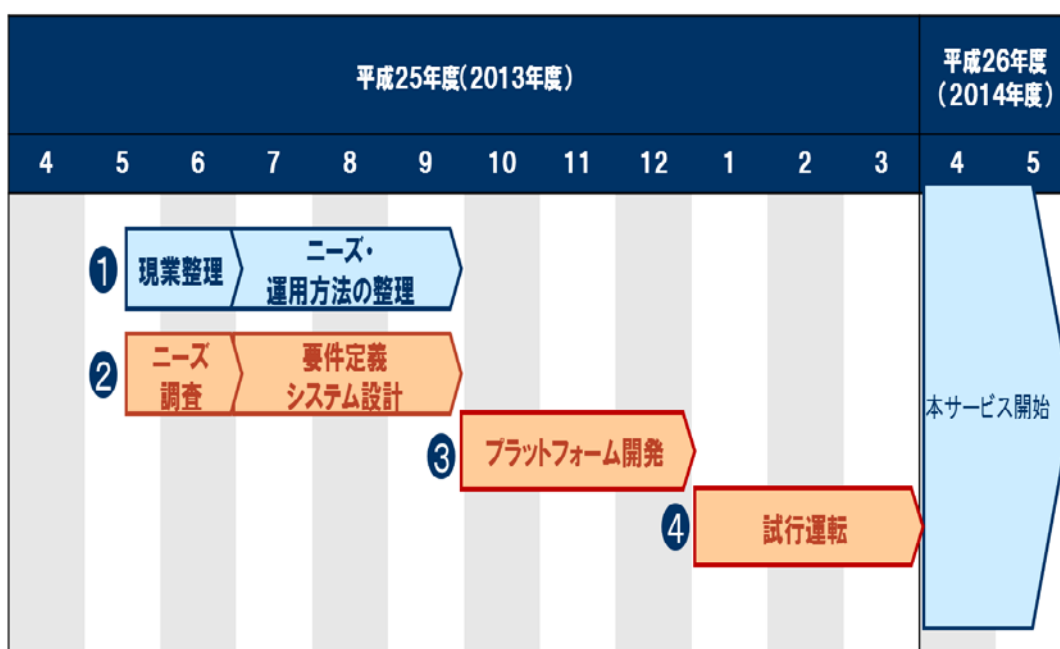 平成25年度(2013年度)
平成26年度
(2014年度)
4 5 6 7 8 9 10 11 12 1 2 3 4 5
❶
現業整理
ニーズ・
運用方法の整理
❷
ニーズ
調査
要件定義
システム設計
❸
プラットフォーム開発
❹
試行運転
本サービス開始